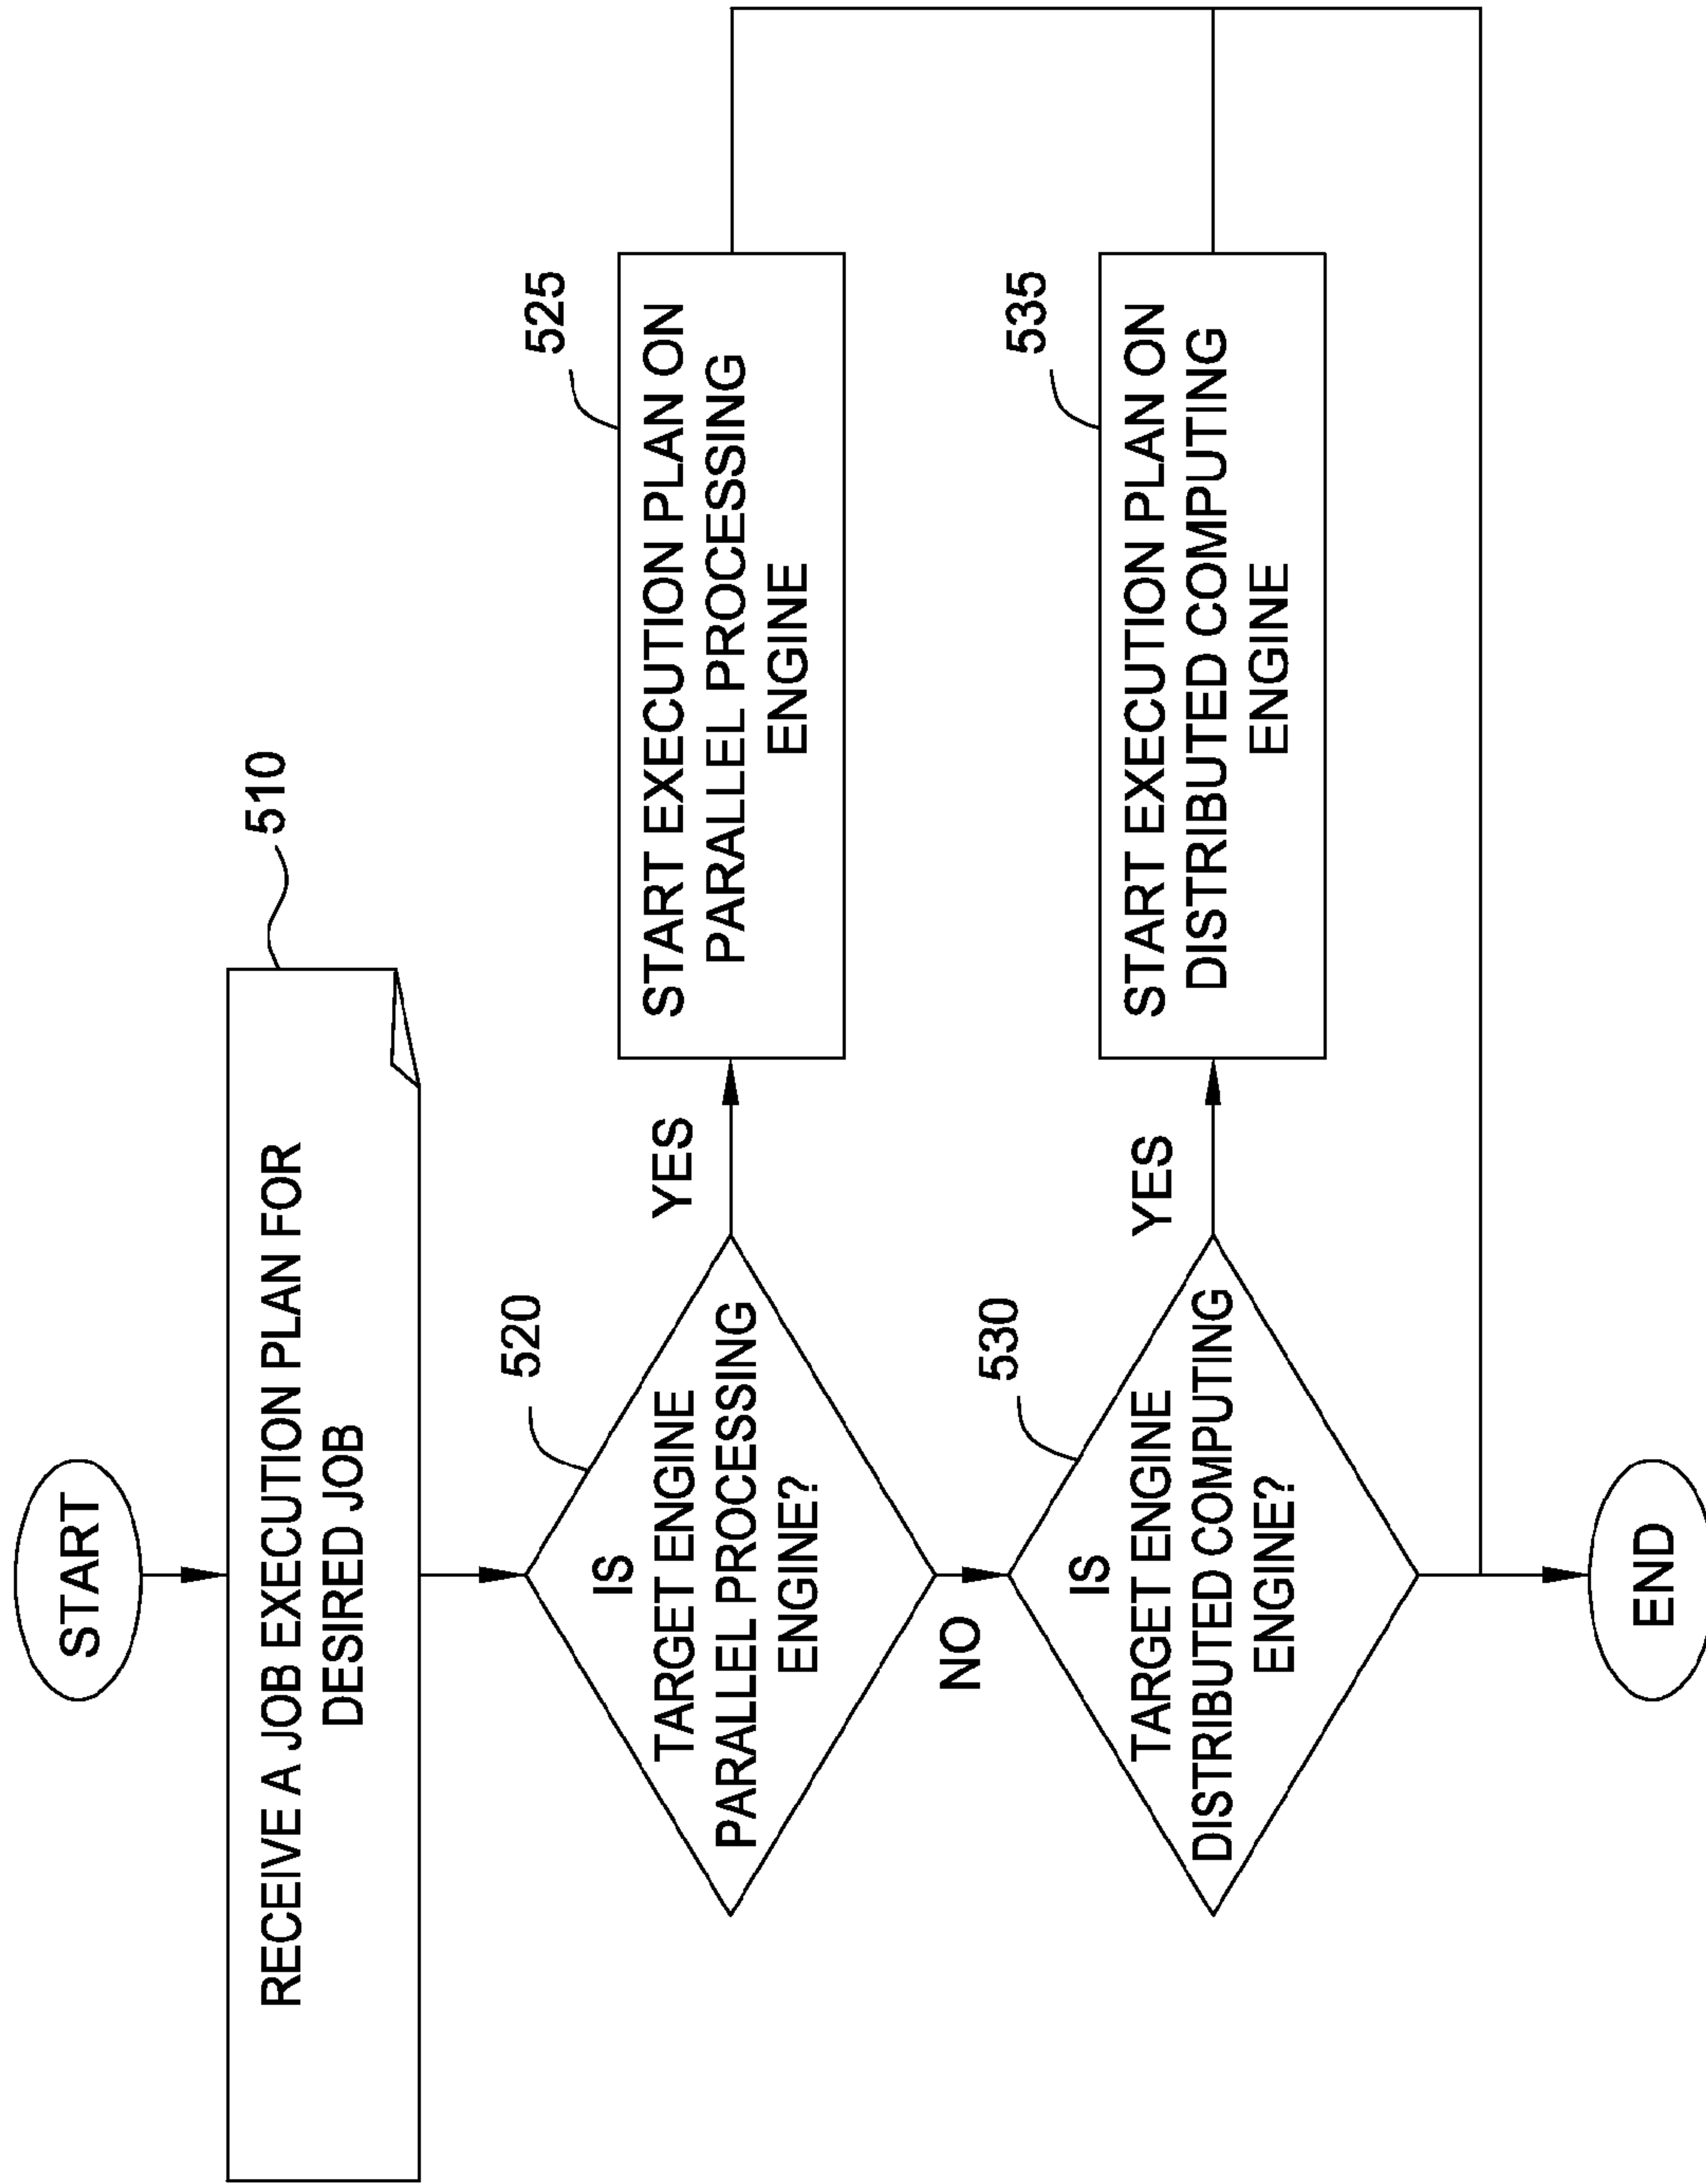 START
RECEIVE A JOB EXECUTION PLAN FOR
DESIRED JOB
510
IS
TARGET ENGINE
PARALLEL PROCESSING
ENGINE?
520
YES
START EXECUTION PLAN ON
PARALLEL PROCESSING
ENGINE
525
NO
IS
TARGET ENGINE
DISTRIBUTED COMPUTING
ENGINE?
530
YES
START EXECUTION PLAN ON
DISTRIBUTED COMPUTING
ENGINE
535
END